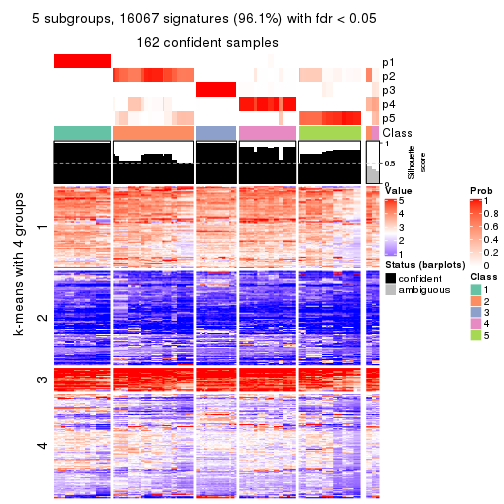 5 subgroups, 16067 signatures (96.1%) with fdr < 0.05
162 confident samples
p1
p2
p3
p4
p5
Class
1
0.5
0
Silhouette
score
k-means with 4 groups
1
2
3
4
Value
5
4
3
2
1
Status (barplots)
confident
ambiguous
Prob
1
0.8
0.6
0.4
0.2
0
Class
1
2
3
4
5